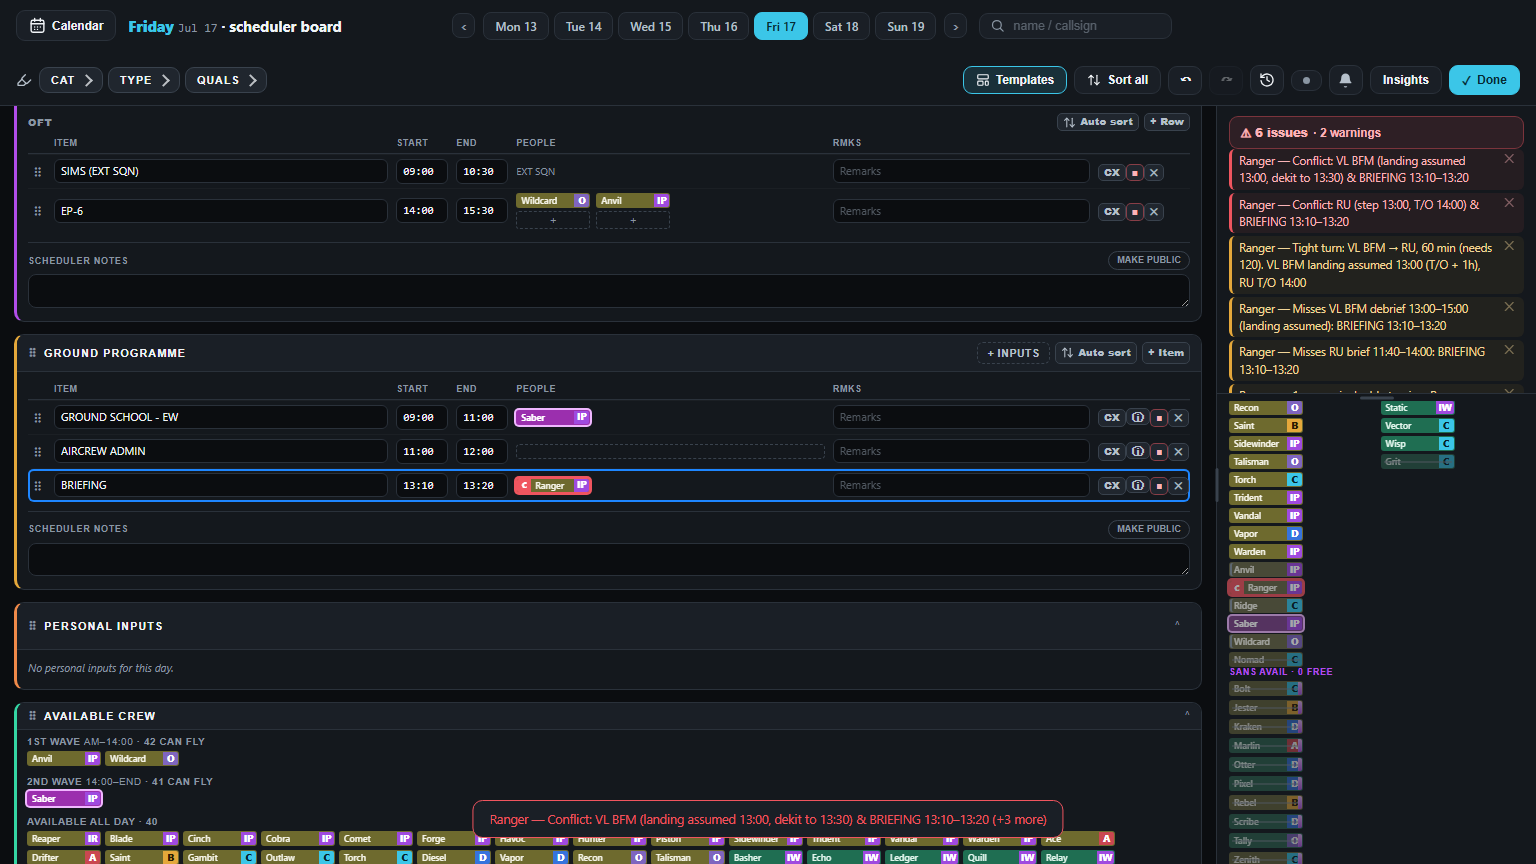 Calendar
Friday Jul 17 · scheduler board
‹ Mon 13 Tue 14 Wed 15 Thu 16 Fri 17 Sat 18 Sun 19 ›
name / callsign
CAT TYPE QUALS
Templates Sort all Insights ✓ Done
OFT
Auto sort + Row
ITEM START END PEOPLE RMKS
SIMS (EXT SQN) 09:00 10:30 EXT SQN Remarks CX
EP-6 14:00 15:30 Wildcard O Anvil IP Remarks CX
+ +
SCHEDULER NOTES MAKE PUBLIC
GROUND PROGRAMME
+ INPUTS Auto sort + Item
ITEM START END PEOPLE RMKS
GROUND SCHOOL - EW 09:00 11:00 Saber IP Remarks CX
AIRCREW ADMIN 11:00 12:00 Remarks CX
BRIEFING 13:10 13:20 C Ranger IP Remarks CX
SCHEDULER NOTES MAKE PUBLIC
PERSONAL INPUTS
No personal inputs for this day.
AVAILABLE CREW
1ST WAVE AM–14:00 · 42 CAN FLY
Anvil IP Wildcard O
2ND WAVE 14:00–END · 41 CAN FLY
Saber IP
AVAILABLE ALL DAY · 40
Reaper IR Blade IP Cinch IP Cobra IP Comet IP Forge Havoc Hunter IP Piston Sidewinder IP Trident Vandal IP Warden Ace A
Drifter A Saint B Gambit C Outlaw C Torch C Diesel D Vapor D Recon O Talisman O Basher IW Echo IW Ledger IW Quill IW Relay IW
Ranger — Conflict: VL BFM (landing assumed 13:00, dekit to 13:30) & BRIEFING 13:10–13:20 (+3 more)
⚠ 6 issues · 2 warnings
Ranger — Conflict: VL BFM (landing assumed
13:00, dekit to 13:30) & BRIEFING 13:10–13:20
Ranger — Conflict: RU (step 13:00, T/O 14:00) &
BRIEFING 13:10–13:20
Ranger — Tight turn: VL BFM → RU, 60 min (needs
120). VL BFM landing assumed 13:00 (T/O + 1h),
RU T/O 14:00
Ranger — Misses VL BFM debrief 13:00–15:00
(landing assumed): BRIEFING 13:10–13:20
Ranger — Misses RU brief 11:40–14:00: BRIEFING
13:10–13:20
Recon O Static IW
Saint B Vector C
Sidewinder IP Wisp C
Talisman O Grit C
Torch C
Trident IP
Vandal IP
Vapor D
Warden IP
Anvil IP
C Ranger IP
Ridge C
Saber IP
Wildcard O
Nomad C
SANS AVAIL · 0 FREE
Bolt C
Jester B
Kraken D
Marlin A
Otter D
Pixel D
Rebel B
Scribe D
Tally O
Zenith C